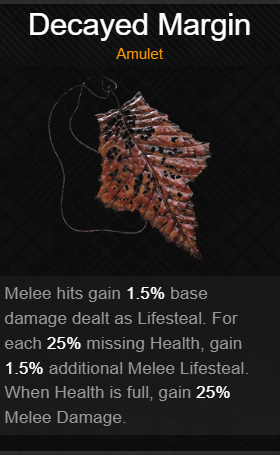 Decayed Margin
Amulet
Melee hits gain 1.5% base
damage dealt as Lifesteal. For
each 25% missing Health, gain
1.5% additional Melee Lifesteal.
When Health is full, gain 25%
Melee Damage.